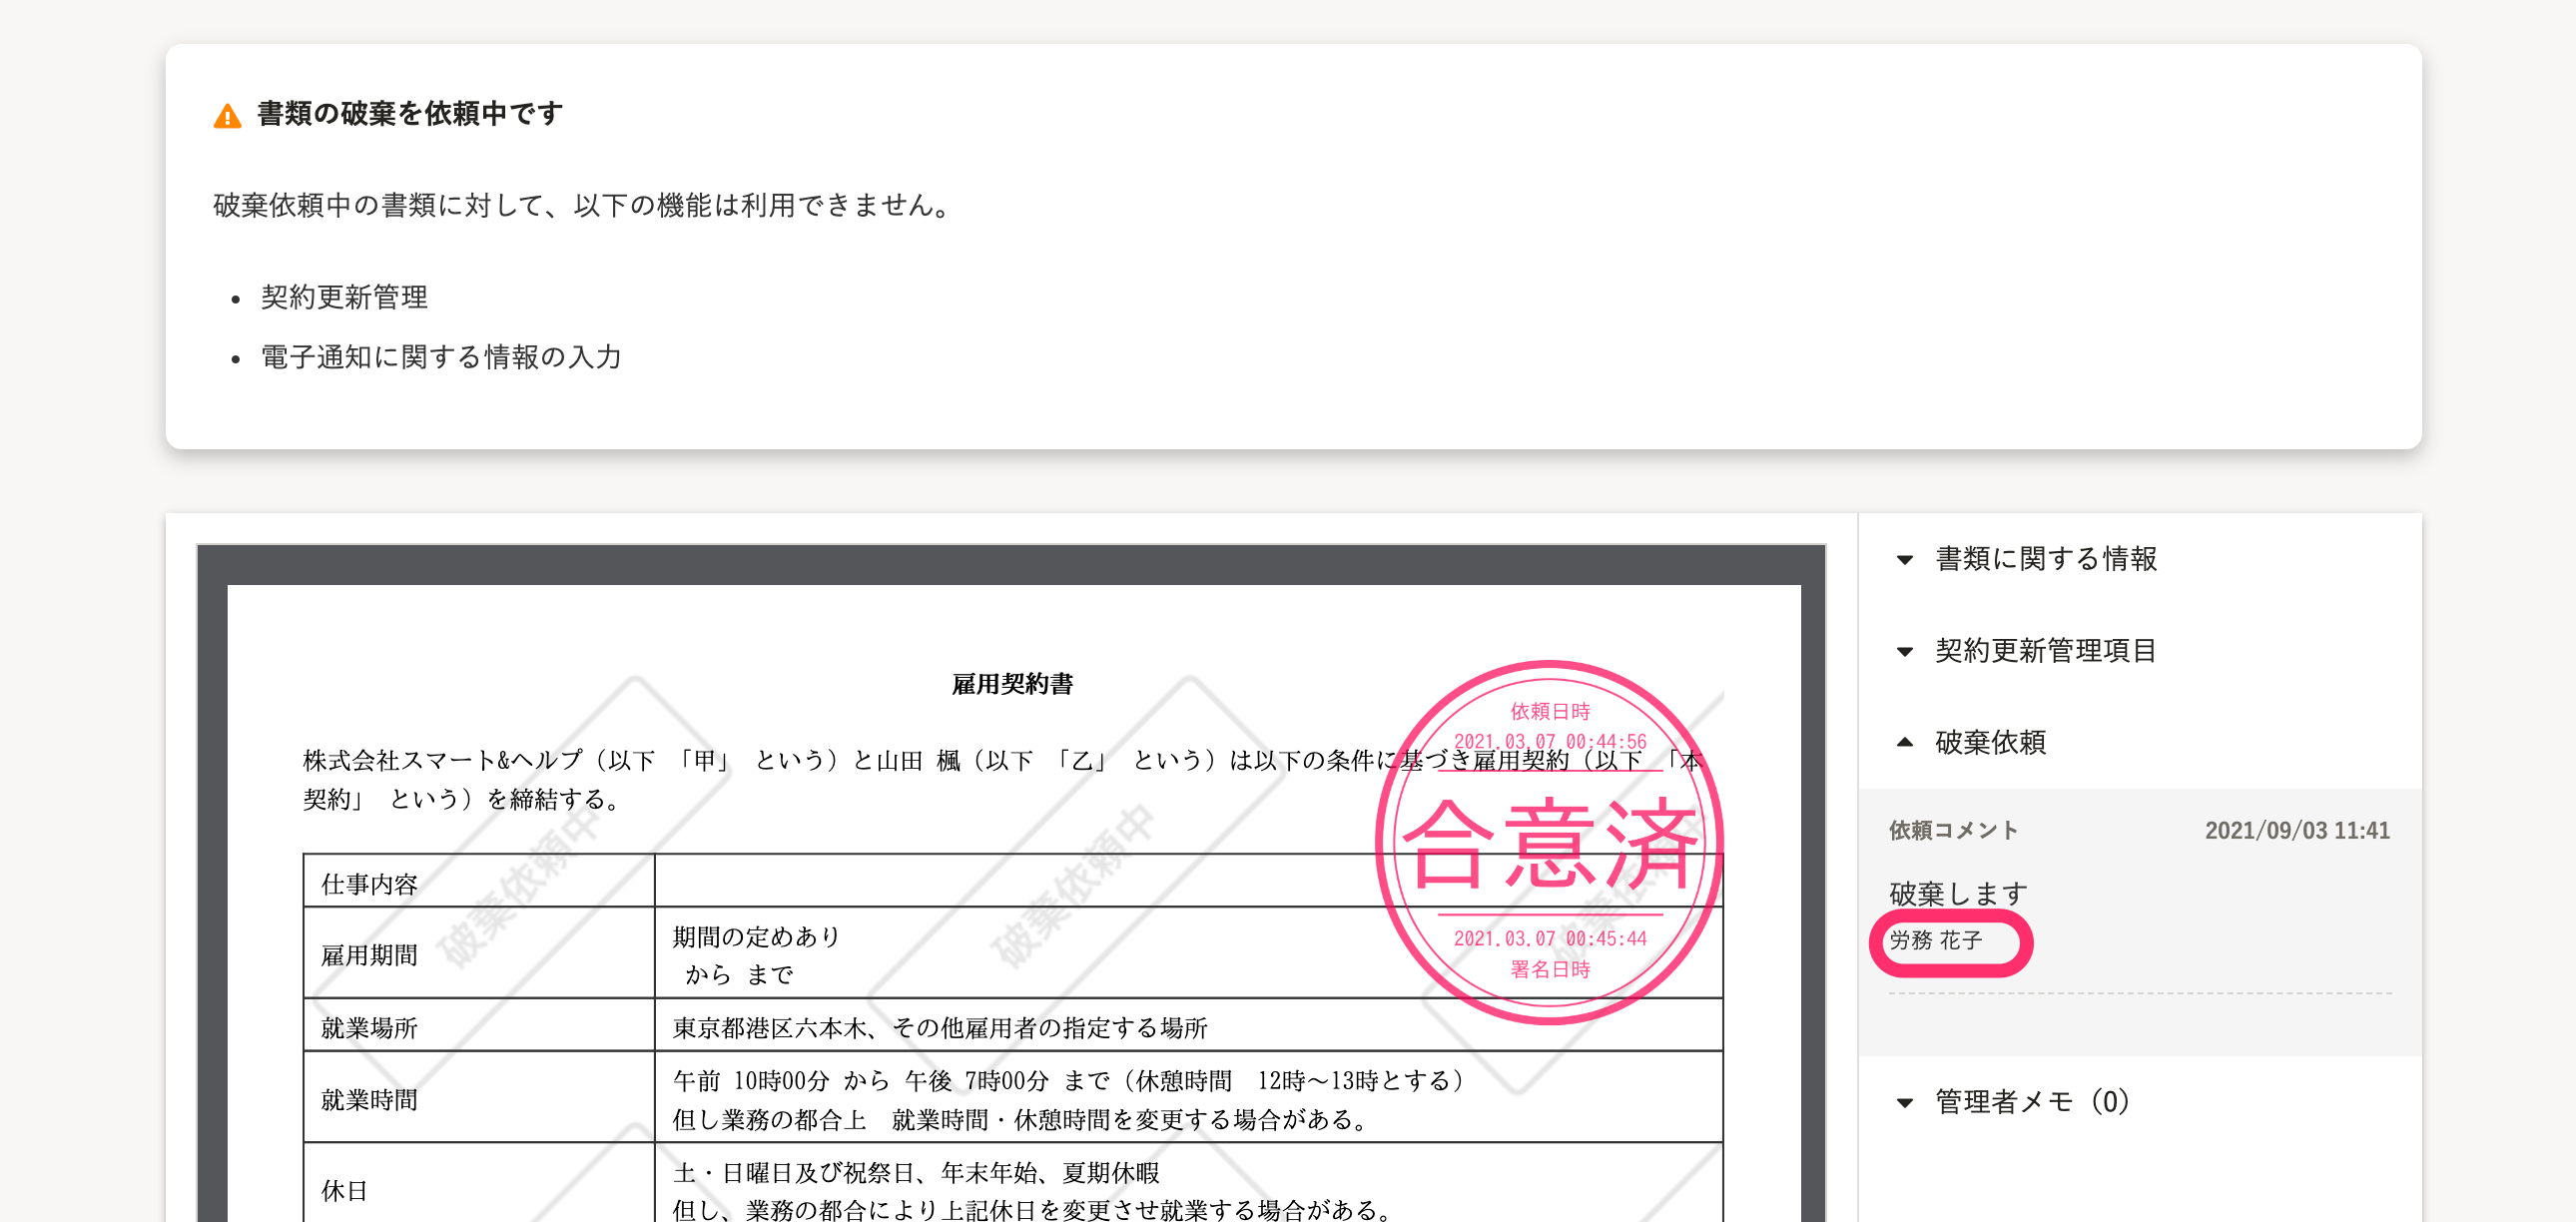 書類の破棄を依頼中です
破棄依頼中の書類に対して、以下の機能は利用できません。
• 契約更新管理
• 電子通知に関する情報の入力
雇用契約書
株式会社スマート&ヘルプ（以下 「甲」 という）と山田 楓（以下 「乙」 という）は以下の条件に基づき雇用契約（以下 「本
契約」 という）を締結する。
依頼日時
2021.03.07 00:44:56
合意済
2021.03.07 00:45:44
署名日時
破棄依頼中
破棄依頼中
破棄依頼中
仕事内容
雇用期間
期間の定めあり
から まで
就業場所
東京都港区六本木、その他雇用者の指定する場所
就業時間
午前 10時00分 から 午後 7時00分 まで（休憩時間　12時～13時とする）
但し業務の都合上　就業時間・休憩時間を変更する場合がある。
休日
土・日曜日及び祝祭日、年末年始、夏期休暇
但し、業務の都合により上記休日を変更させ就業する場合がある。
書類に関する情報
契約更新管理項目
破棄依頼
依頼コメント 2021/09/03 11:41
破棄します
労務 花子
管理者メモ（0）